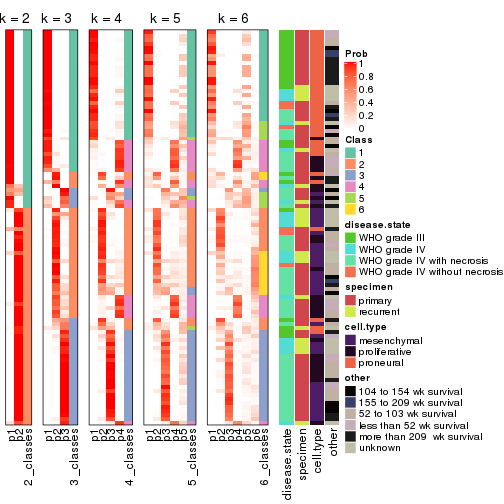 k = 2 k = 3 k = 4 k = 5 k = 6
Prob
1
0.8
0.6
0.4
0.2
0
Class
1
2
3
4
5
6
disease.state
WHO grade III
WHO grade IV
WHO grade IV with necrosis
WHO grade IV without necrosis
specimen
primary
recurrent
cell.type
mesenchymal
proliferative
proneural
other
104 to 154 wk survival
155 to 209 wk survival
52 to 103 wk survival
less than 52 wk survival
more than 209 wk survival
unknown
p1 p2 2_classes p1 p2 p3 3_classes p1 p2 p3 p4 4_classes p1 p2 p3 p4 p5 5_classes p1 p2 p3 p4 p5 p6 6_classes disease.state specimen cell.type other